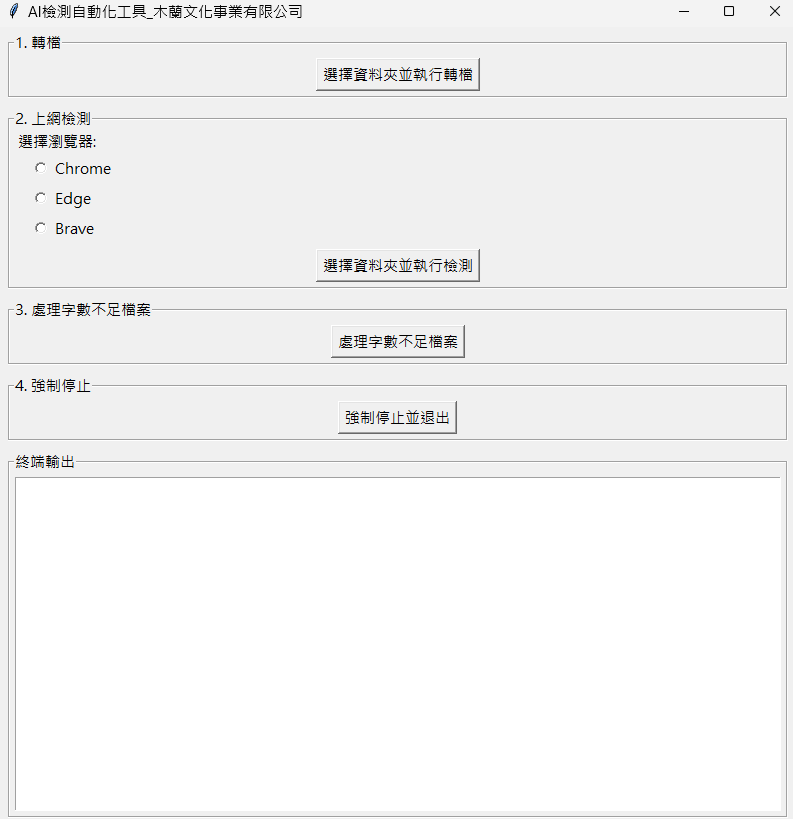 AI檢測自動化工具_木蘭文化事業有限公司
1. 轉檔
選擇資料夾並執行轉檔
2. 上網檢測
選擇瀏覽器:
Chrome
Edge
Brave
選擇資料夾並執行檢測
3. 處理字數不足檔案
處理字數不足檔案
4. 強制停止
強制停止並退出
終端輸出